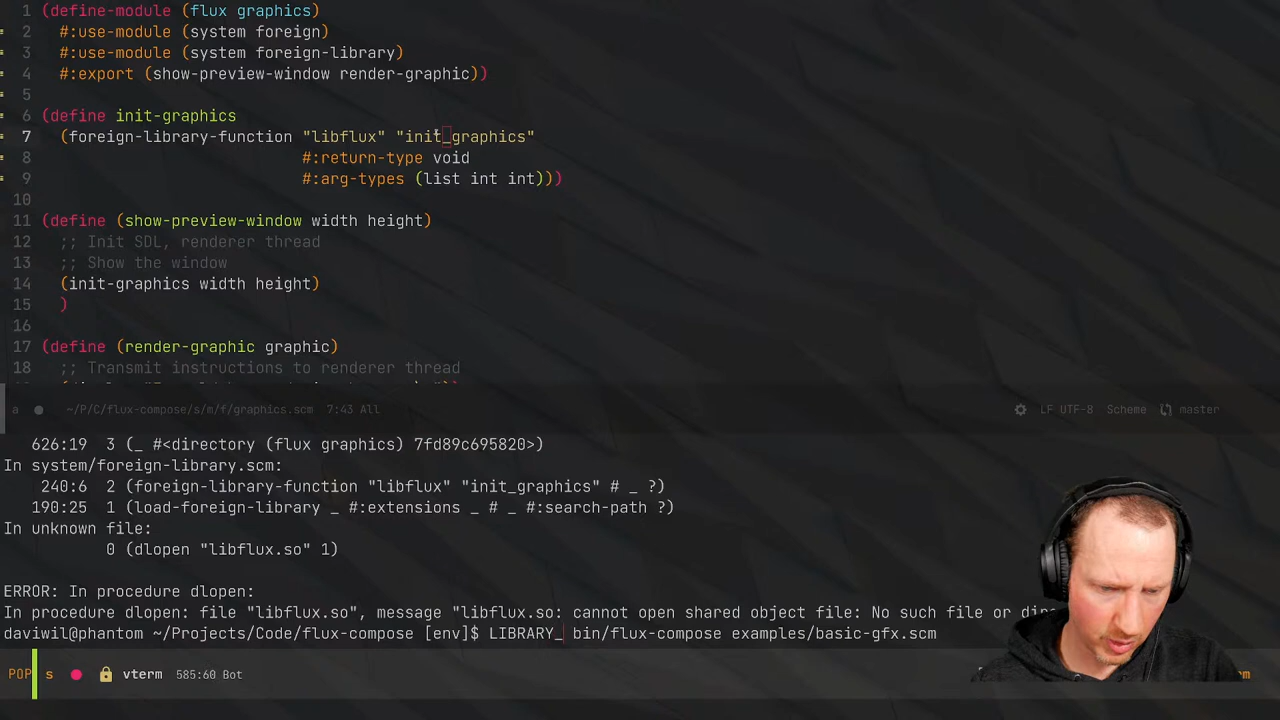 1 (define-module (flux graphics)
2 #:use-module (system foreign)
3 #:use-module (system foreign-library)
4 #:export (show-preview-window render-graphic))
5
6 (define init-graphics
7 (foreign-library-function "libflux" "init_graphics"
8 #:return-type void
9 #:arg-types (list int int)))
10
11 (define (show-preview-window width height)
12 ;; Init SDL, renderer thread
13 ;; Show the window
14 (init-graphics width height)
15 )
16
17 (define (render-graphic graphic)
18 ;; Transmit instructions to renderer thread
a ~/P/C/flux-compose/s/m/f/graphics.scm 7:43 All LF UTF-8 Scheme master
626:19 3 (_ #<directory (flux graphics) 7fd89c695820>)
In system/foreign-library.scm:
240:6 2 (foreign-library-function "libflux" "init_graphics" # _ ?)
190:25 1 (load-foreign-library _ #:extensions _ # _ #:search-path ?)
In unknown file:
0 (dlopen "libflux.so" 1)
ERROR: In procedure dlopen:
In procedure dlopen: file "libflux.so", message "libflux.so: cannot open shared object file: No such file or dire
daviwil@phantom ~/Projects/Code/flux-compose [env]$ LIBRARY_ bin/flux-compose examples/basic-gfx.scm
POP s vterm 585:60 Bot